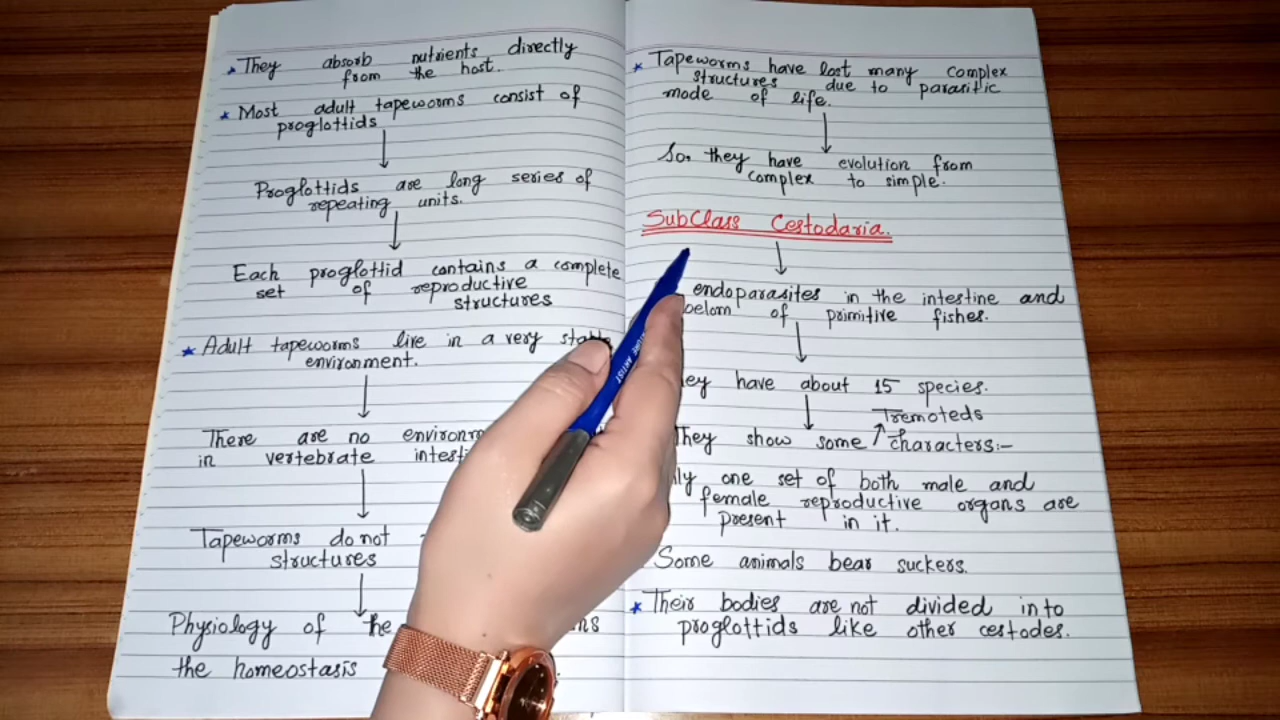 They absorb nutrients directly
from the host.
Most adult tapeworms consist of
proglottids
Proglottids are long series of
repeating units.
Each proglottid contains a complete
set of reproductive
structures
Adult tapeworms live in a very
environment.
There are no
in vertebrate
Tapeworms do not
structures
Physiology of the
the homeostasis
Tapeworms have lost many complex
structures due to parasitic
mode of life.
So, they have evolution from
complex to simple.
SubClass Cestodaria.
endoparasites in the intestine and
of primitive fishes.
have about 15 species.
Tremoteds
They show some characters:-
one set of both male and
female reproductive organs are
present in it.
Some animals bear suckers.
Their bodies are not divided into
proglottids like other cestodes.